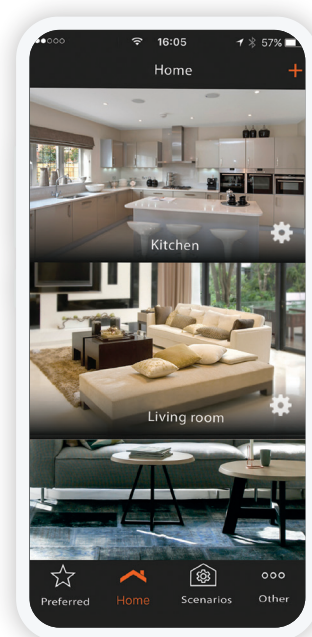 16:05 57%
Home
+
Kitchen
Living room
Preferred Home Scenarios Other